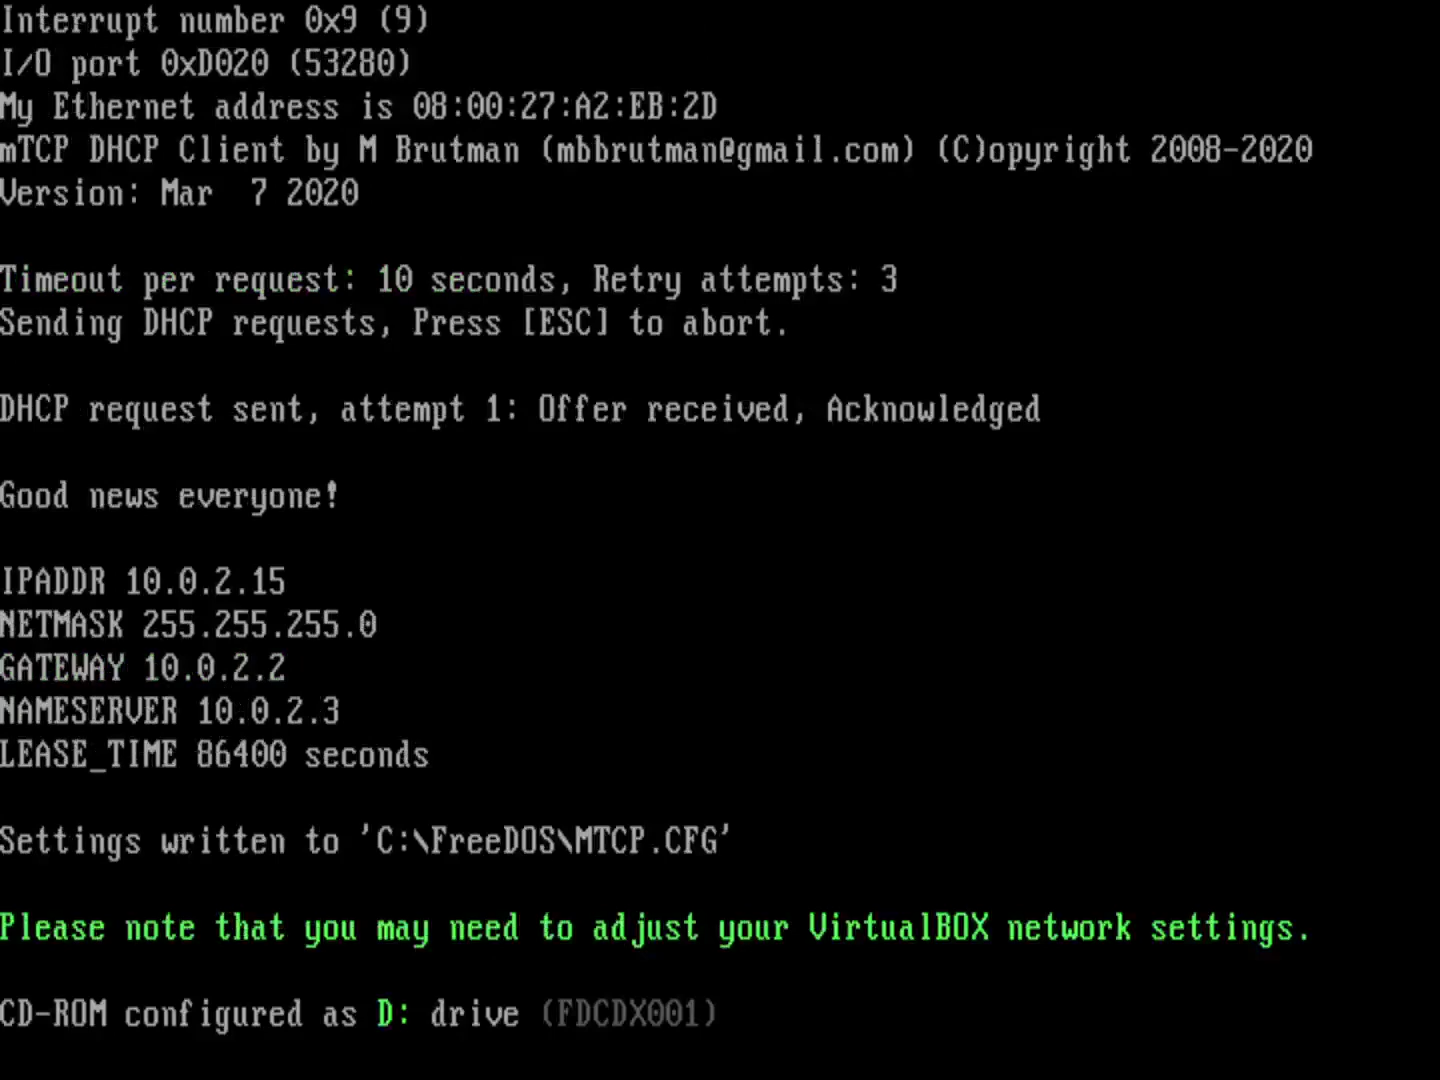 Interrupt number 0x9 (9)
I/O port 0xD020 (53280)
My Ethernet address is 08:00:27:A2:EB:2D
mTCP DHCP Client by M Brutman (mbbrutman@gmail.com) (C)opyright 2008-2020
Version: Mar  7 2020
Timeout per request: 10 seconds, Retry attempts: 3
Sending DHCP requests, Press [ESC] to abort.
DHCP request sent, attempt 1: Offer received, Acknowledged
Good news everyone!
IPADDR 10.0.2.15
NETMASK 255.255.255.0
GATEWAY 10.0.2.2
NAMESERVER 10.0.2.3
LEASE_TIME 86400 seconds
Settings written to 'C:\FreeDOS\MTCP.CFG'
Please note that you may need to adjust your VirtualBOX network settings.
CD-ROM configured as D: drive (FDCDX001)